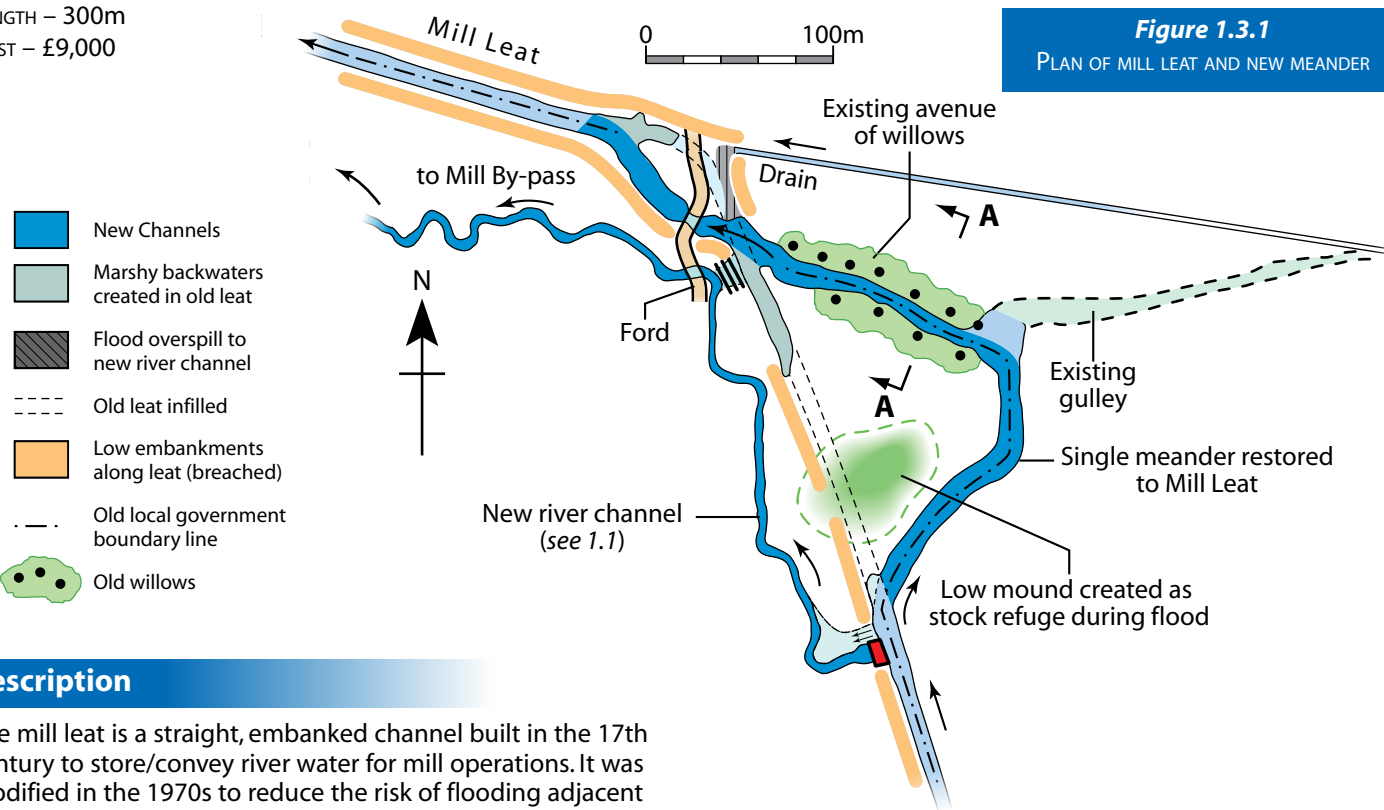 NGTH – 300m
ST – £9,000
Figure 1.3.1
PLAN OF MILL LEAT AND NEW MEANDER
Mill Leat
0 100m
Existing avenue
of willows
Drain
A
to Mill By-pass
N
Ford
A
Existing
gulley
Single meander restored
to Mill Leat
New river channel
(see 1.1)
Low mound created as
stock refuge during flood
New Channels
Marshy backwaters
created in old leat
Flood overspill to
new river channel
Old leat infilled
Low embankments
along leat (breached)
Old local government
boundary line
Old willows
escription
e mill leat is a straight, embanked channel built in the 17th
ntury to store/convey river water for mill operations. It was
odified in the 1970s to reduce the risk of flooding adjacent